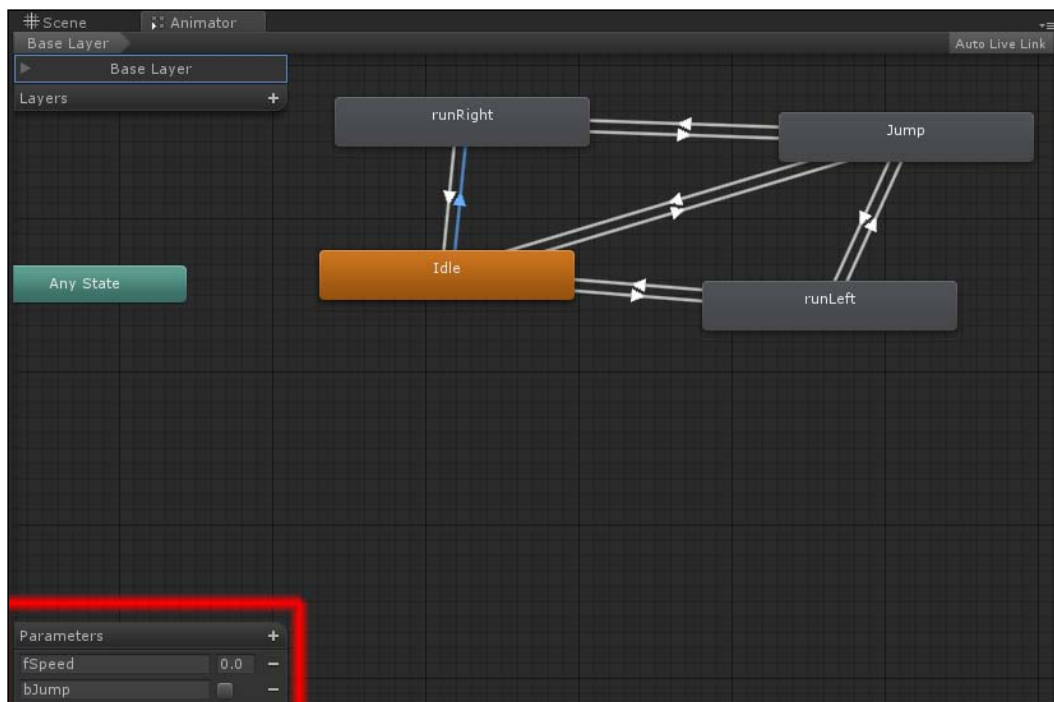 Scene
Animator
Base Layer
Auto Live Link
Base Layer
Layers
runRight
Jump
Idle
Any State
runLeft
Parameters
fSpeed 0.0
bJump